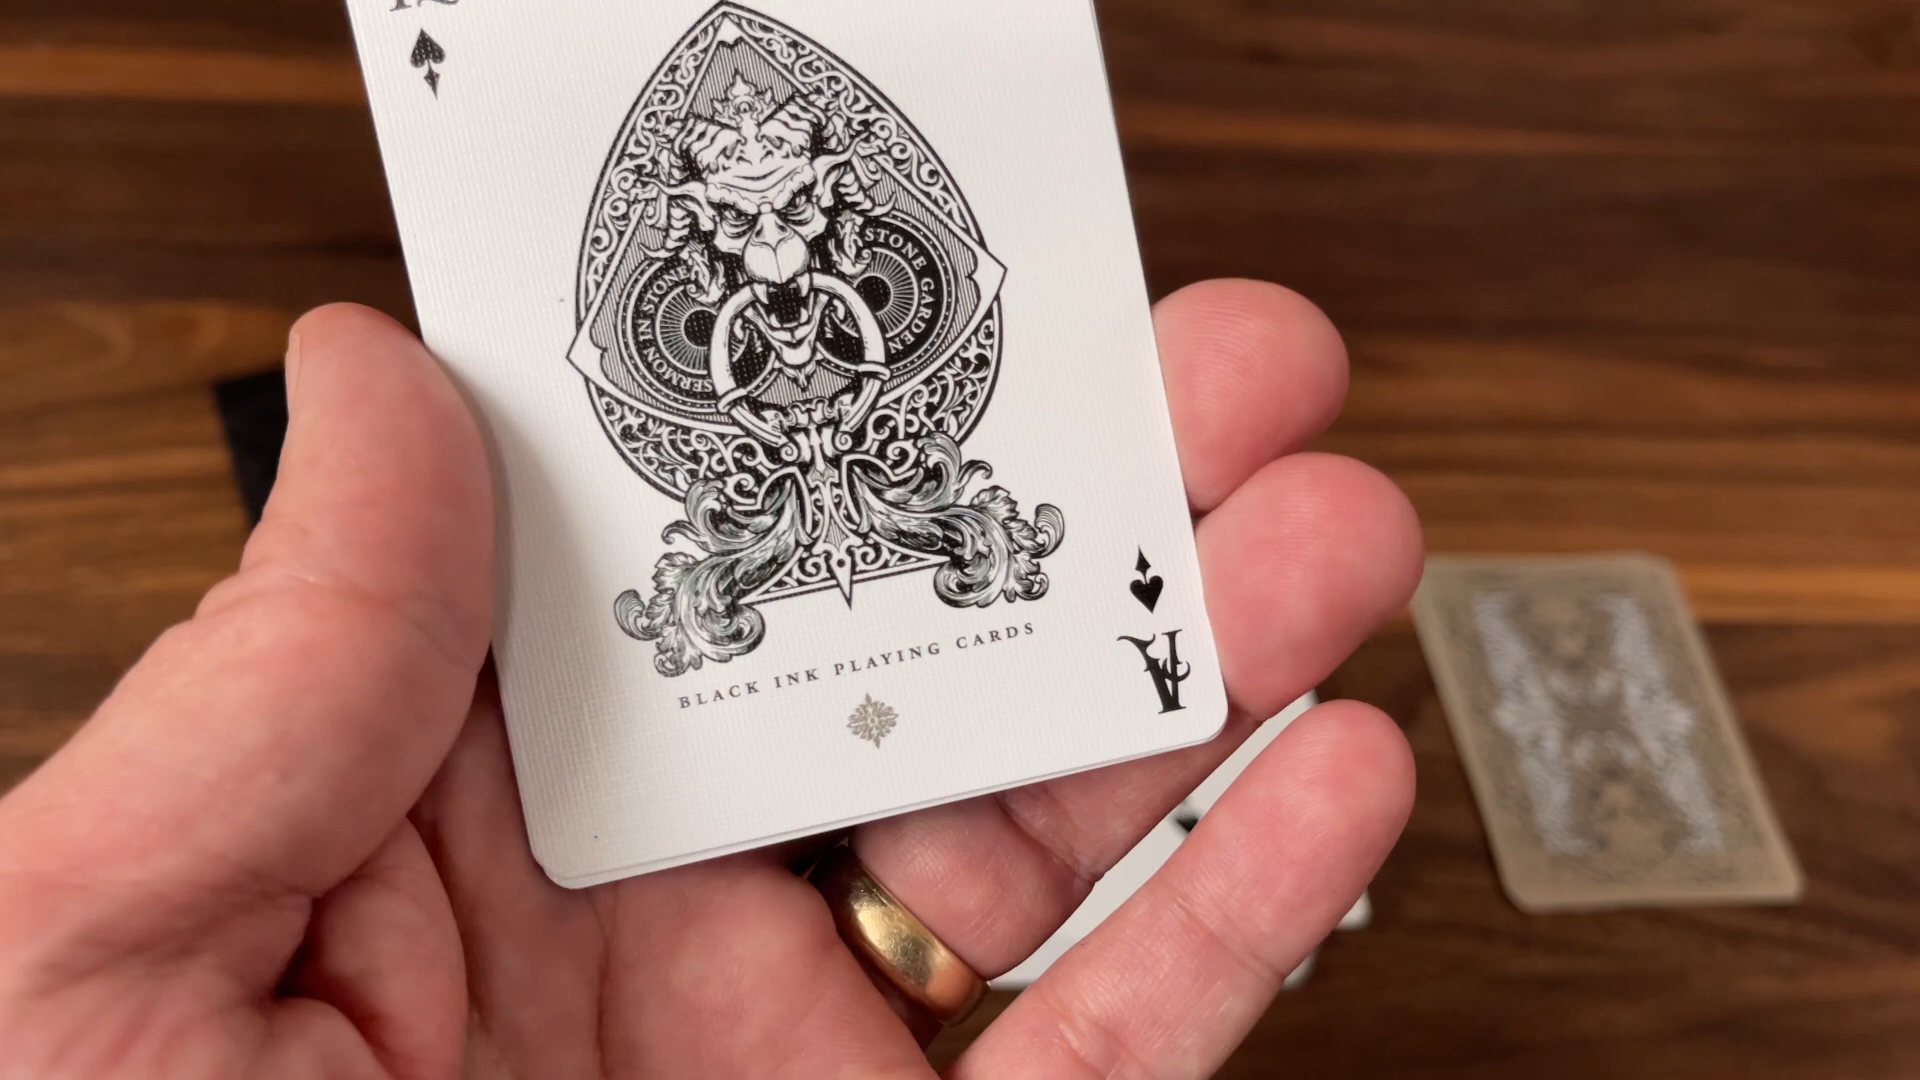 SERMON IN STONE
STONE GARDEN
BLACK INK PLAYING CARDS
A